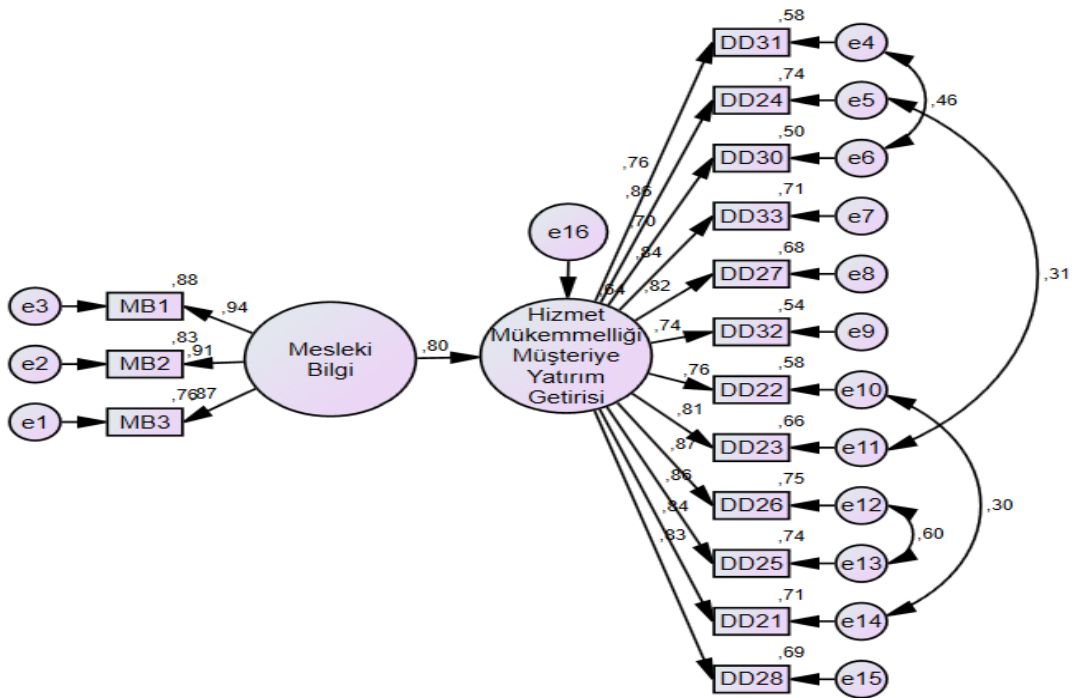 ,58
DD31
e4
,74
DD24
e5
,46
,50
DD30
e6
,76
,86
,71
,70
DD33
e7
e16
,84
,68
,31
,88
,64
,82
DD27
e8
e3
MB1
,94
Hizmet
Mükemmelliği
Müşteriye
Yatırım
Getirisi
,54
,74
DD32
e9
,83
,91
Mesleki
Bilgi
,80
e2
MB2
,58
,76
DD22
e10
,76
,87
e1
MB3
,81
,66
DD23
e11
,87
,75
,86
DD26
e12
,30
,84
,74
,60
,83
DD25
e13
,71
DD21
e14
,69
DD28
e15